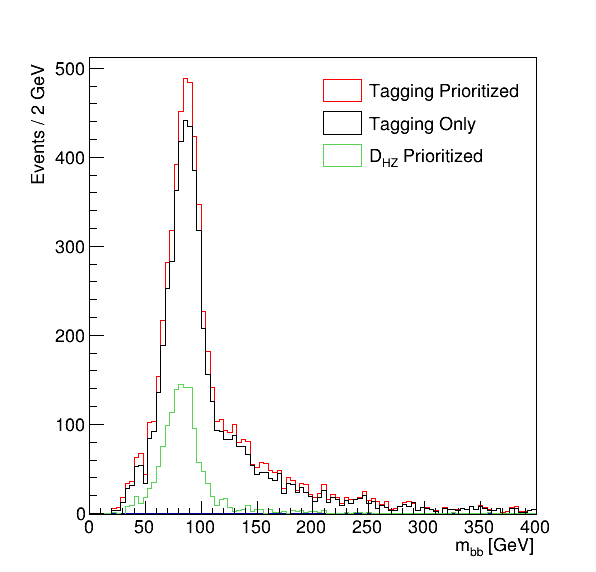 Events / 2 GeV
500
400
300
200
100
0
Tagging Prioritized
Tagging Only
D_HZ Prioritized
0 50 100 150 200 250 300 350 400
m_bb [GeV]